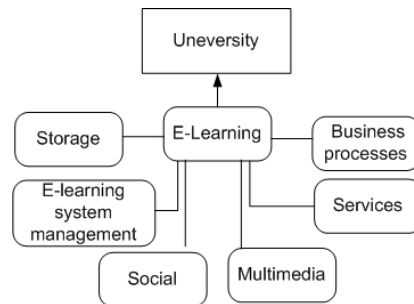 Uneversity
E-Learning
Storage
Business
processes
E-learning
system
management
Services
Social
Multimedia